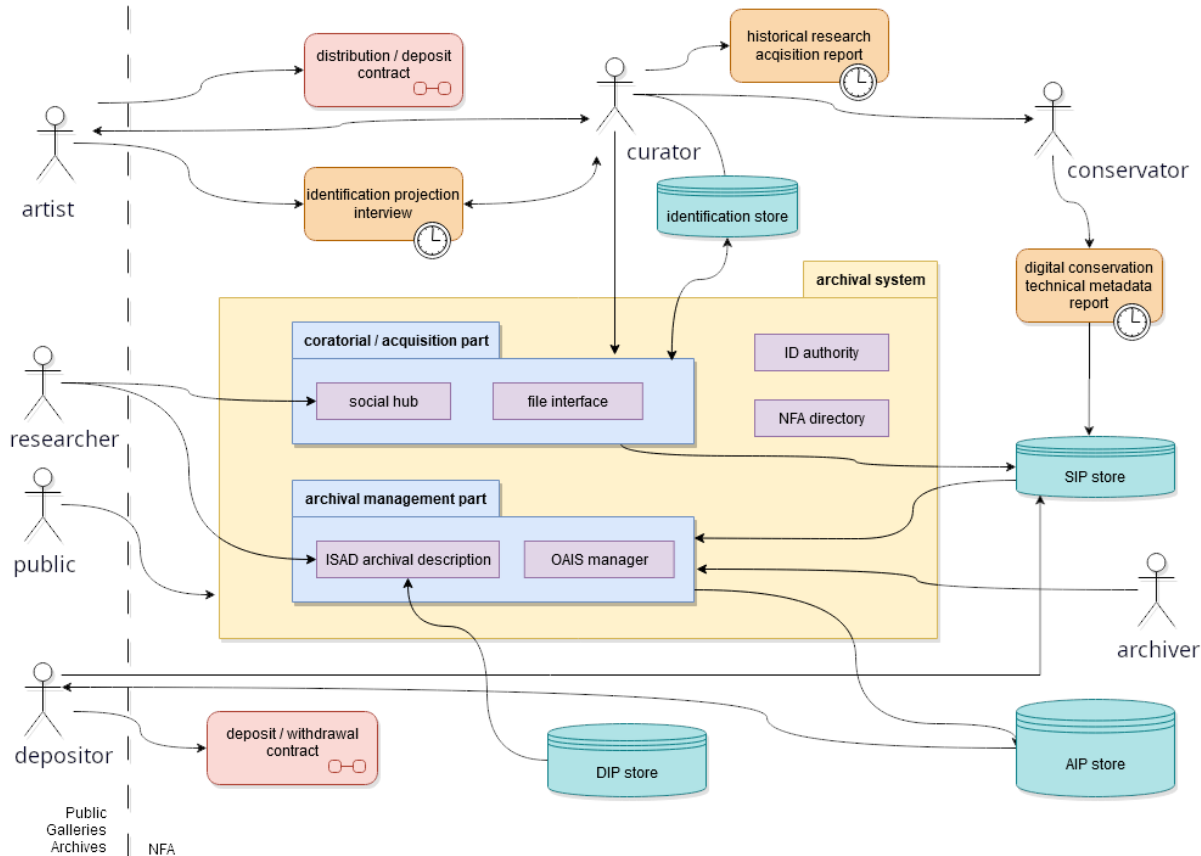 distribution / deposit
contract
historical research
acqisition report
artist
curator
conservator
identification projection
interview
identification store
digital conservation
technical metadata
report
archival system
coratorial / acquisition part
ID authority
social hub
file interface
NFA directory
researcher
SIP store
archival management part
public
ISAD archival description
OAIS manager
archiver
depositor
deposit / withdrawal
contract
DIP store
AIP store
Public
Galleries
Archives
NFA